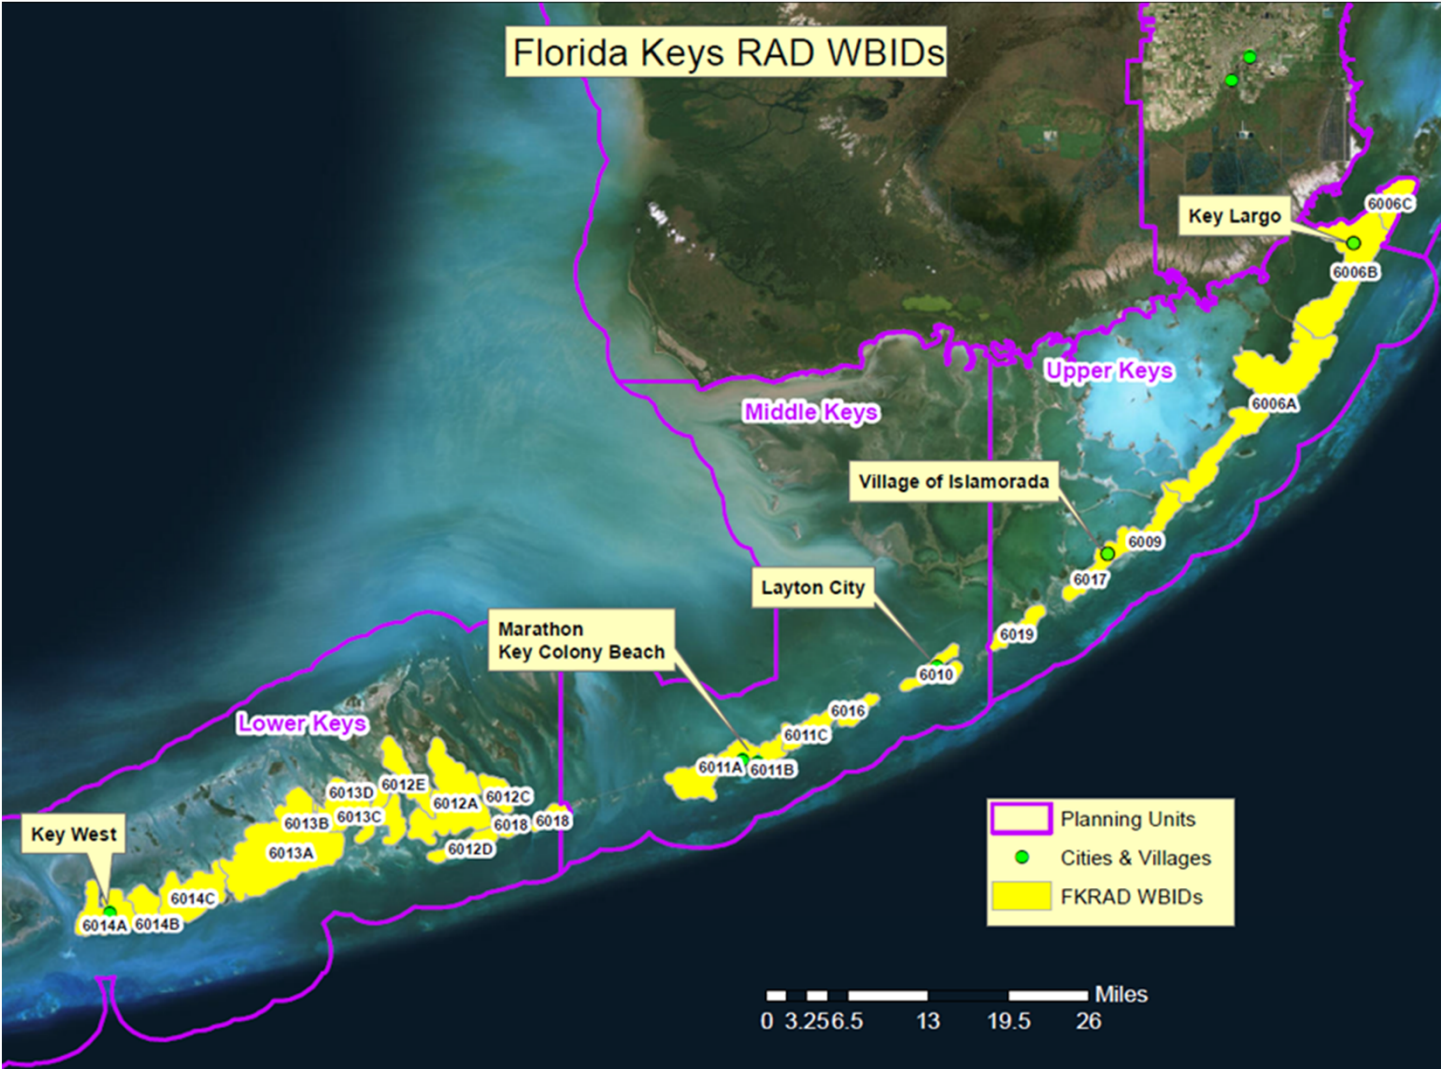 Florida Keys RAD WBIDs
6006C
Key Largo
6006B
Upper Keys
6006A
Middle Keys
Village of Islamorada
6009
6017
Layton City
6019
Marathon
Key Colony Beach
6010
6016
6011C
6011A
6011B
Lower Keys
6012E
6013D
6012C
6012A
6013C
6013B
6018
6018
6012D
6013A
Key West
6014C
6014A
6014B
Planning Units
Cities & Villages
FKRAD WBIDs
Miles
0 3.25 6.5 13 19.5 26